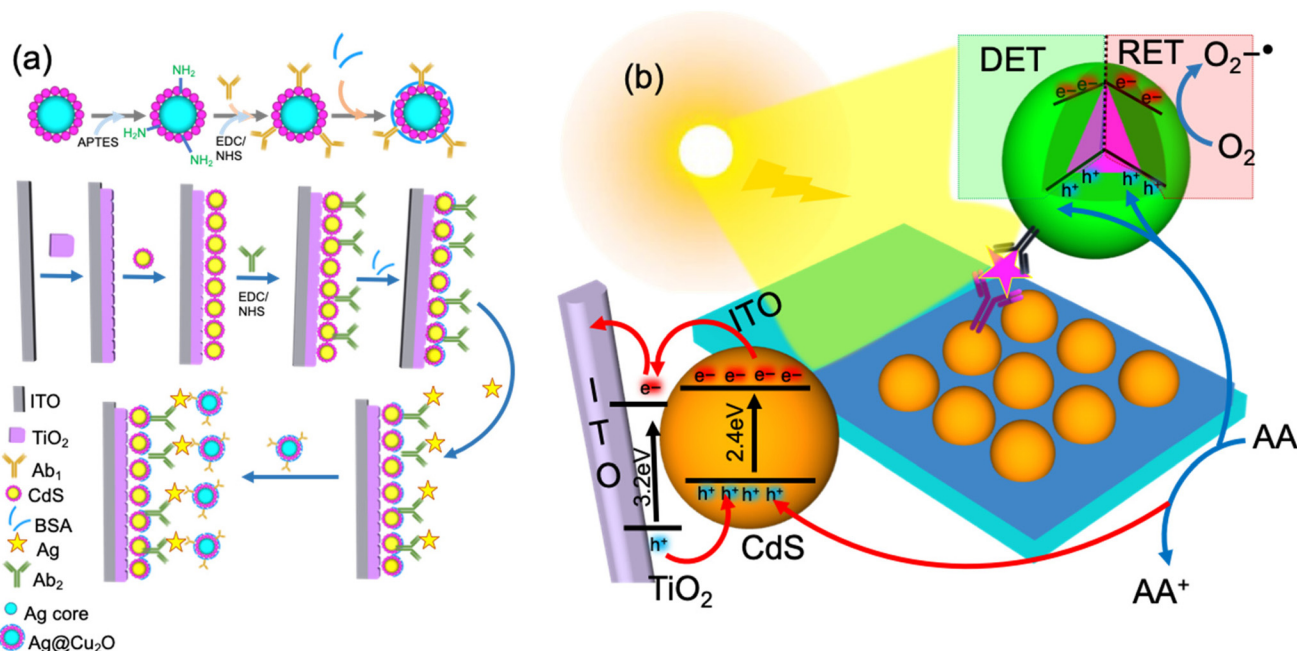 (a)
NH₂
H₂N
NH₂
APTES
EDC/
NHS
EDC/
NHS
ITO
TiO₂
Ab₁
CdS
BSA
Ag
Ab₂
Ag core
Ag@Cu₂O
(b)
DET
RET
O₂−•
e− e− e−
e−
O₂
h⁺ h⁺ h⁺ h⁺
ITO
ITO
e−
e− e− e− e−
3.2eV
2.4eV
h⁺ h⁺ h⁺ h⁺
h⁺
CdS
TiO₂
AA
AA⁺